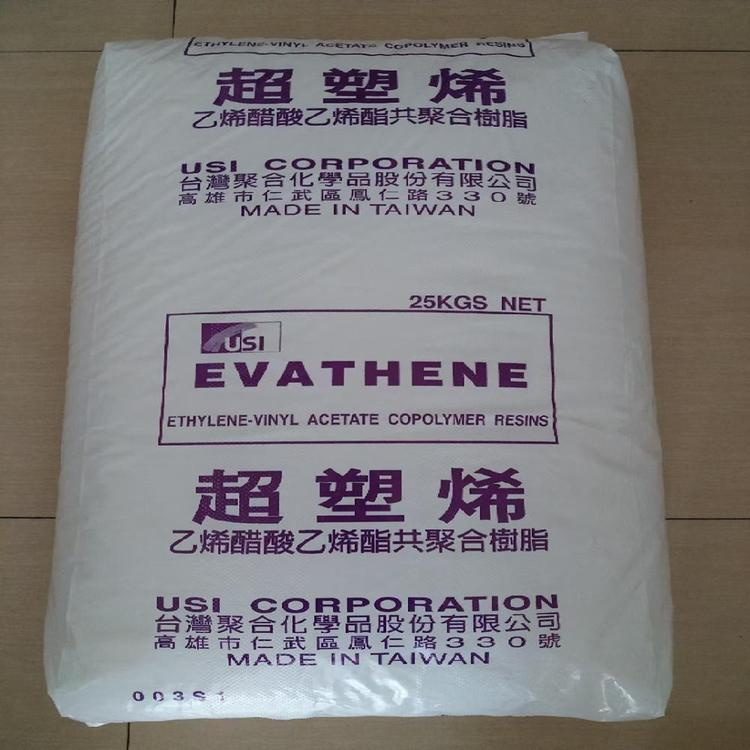 ETHYLENE-VINYL ACETATE COPOLYMER RESINS
超塑烯
乙烯醋酸乙烯酯共聚合樹脂
USI CORPORATION
台灣聚合化學品股份有限公司
高雄市仁武區鳳仁路330號
MADE IN TAIWAN
25KGS NET
USI
EVATHENE
ETHYLENE-VINYL ACETATE COPOLYMER RESINS
超塑烯
乙烯醋酸乙烯酯共聚合樹脂
USI CORPORATION
台灣聚合化學品股份有限公司
高雄市仁武區鳳仁路330號
MADE IN TAIWAN
003S1